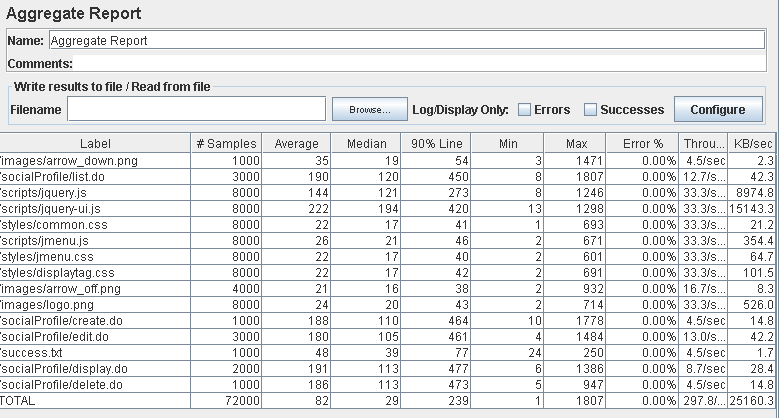 Aggregate Report
Name: Aggregate Report
Comments:
Write results to file / Read from file
Filename Browse... Log/Display Only: Errors Successes Configure
Label # Samples Average Median 90% Line Min Max Error % Throu... KB/sec
/images/arrow_down.png 1000 35 19 54 3 1471 0.00% 4.5/sec 2.3
/socialProfile/list.do 3000 190 120 450 8 1807 0.00% 12.7/s... 42.3
/scripts/jquery.js 8000 144 121 273 8 1246 0.00% 33.3/s... 8974.8
/scripts/jquery-ui.js 8000 222 194 420 13 1298 0.00% 33.3/s... 15143.3
/styles/common.css 8000 22 17 41 1 693 0.00% 33.3/s... 21.2
/scripts/jmenu.js 8000 26 21 46 2 671 0.00% 33.3/s... 354.4
/styles/jmenu.css 8000 22 17 40 2 601 0.00% 33.3/s... 64.7
/styles/displaytag.css 8000 22 17 42 2 691 0.00% 33.3/s... 101.5
/images/arrow_off.png 4000 21 16 38 2 932 0.00% 16.7/s... 8.3
/images/logo.png 8000 24 20 43 2 714 0.00% 33.3/s... 526.0
/socialProfile/create.do 1000 188 110 464 10 1778 0.00% 4.5/sec 14.8
/socialProfile/edit.do 3000 180 105 461 4 1484 0.00% 13.0/s... 42.2
/success.txt 1000 48 39 77 24 250 0.00% 4.5/sec 1.7
/socialProfile/display.do 2000 191 113 477 6 1386 0.00% 8.7/sec 28.4
/socialProfile/delete.do 1000 186 113 473 5 947 0.00% 4.5/sec 14.8
TOTAL 72000 82 29 239 1 1807 0.00% 297.8/... 25160.3